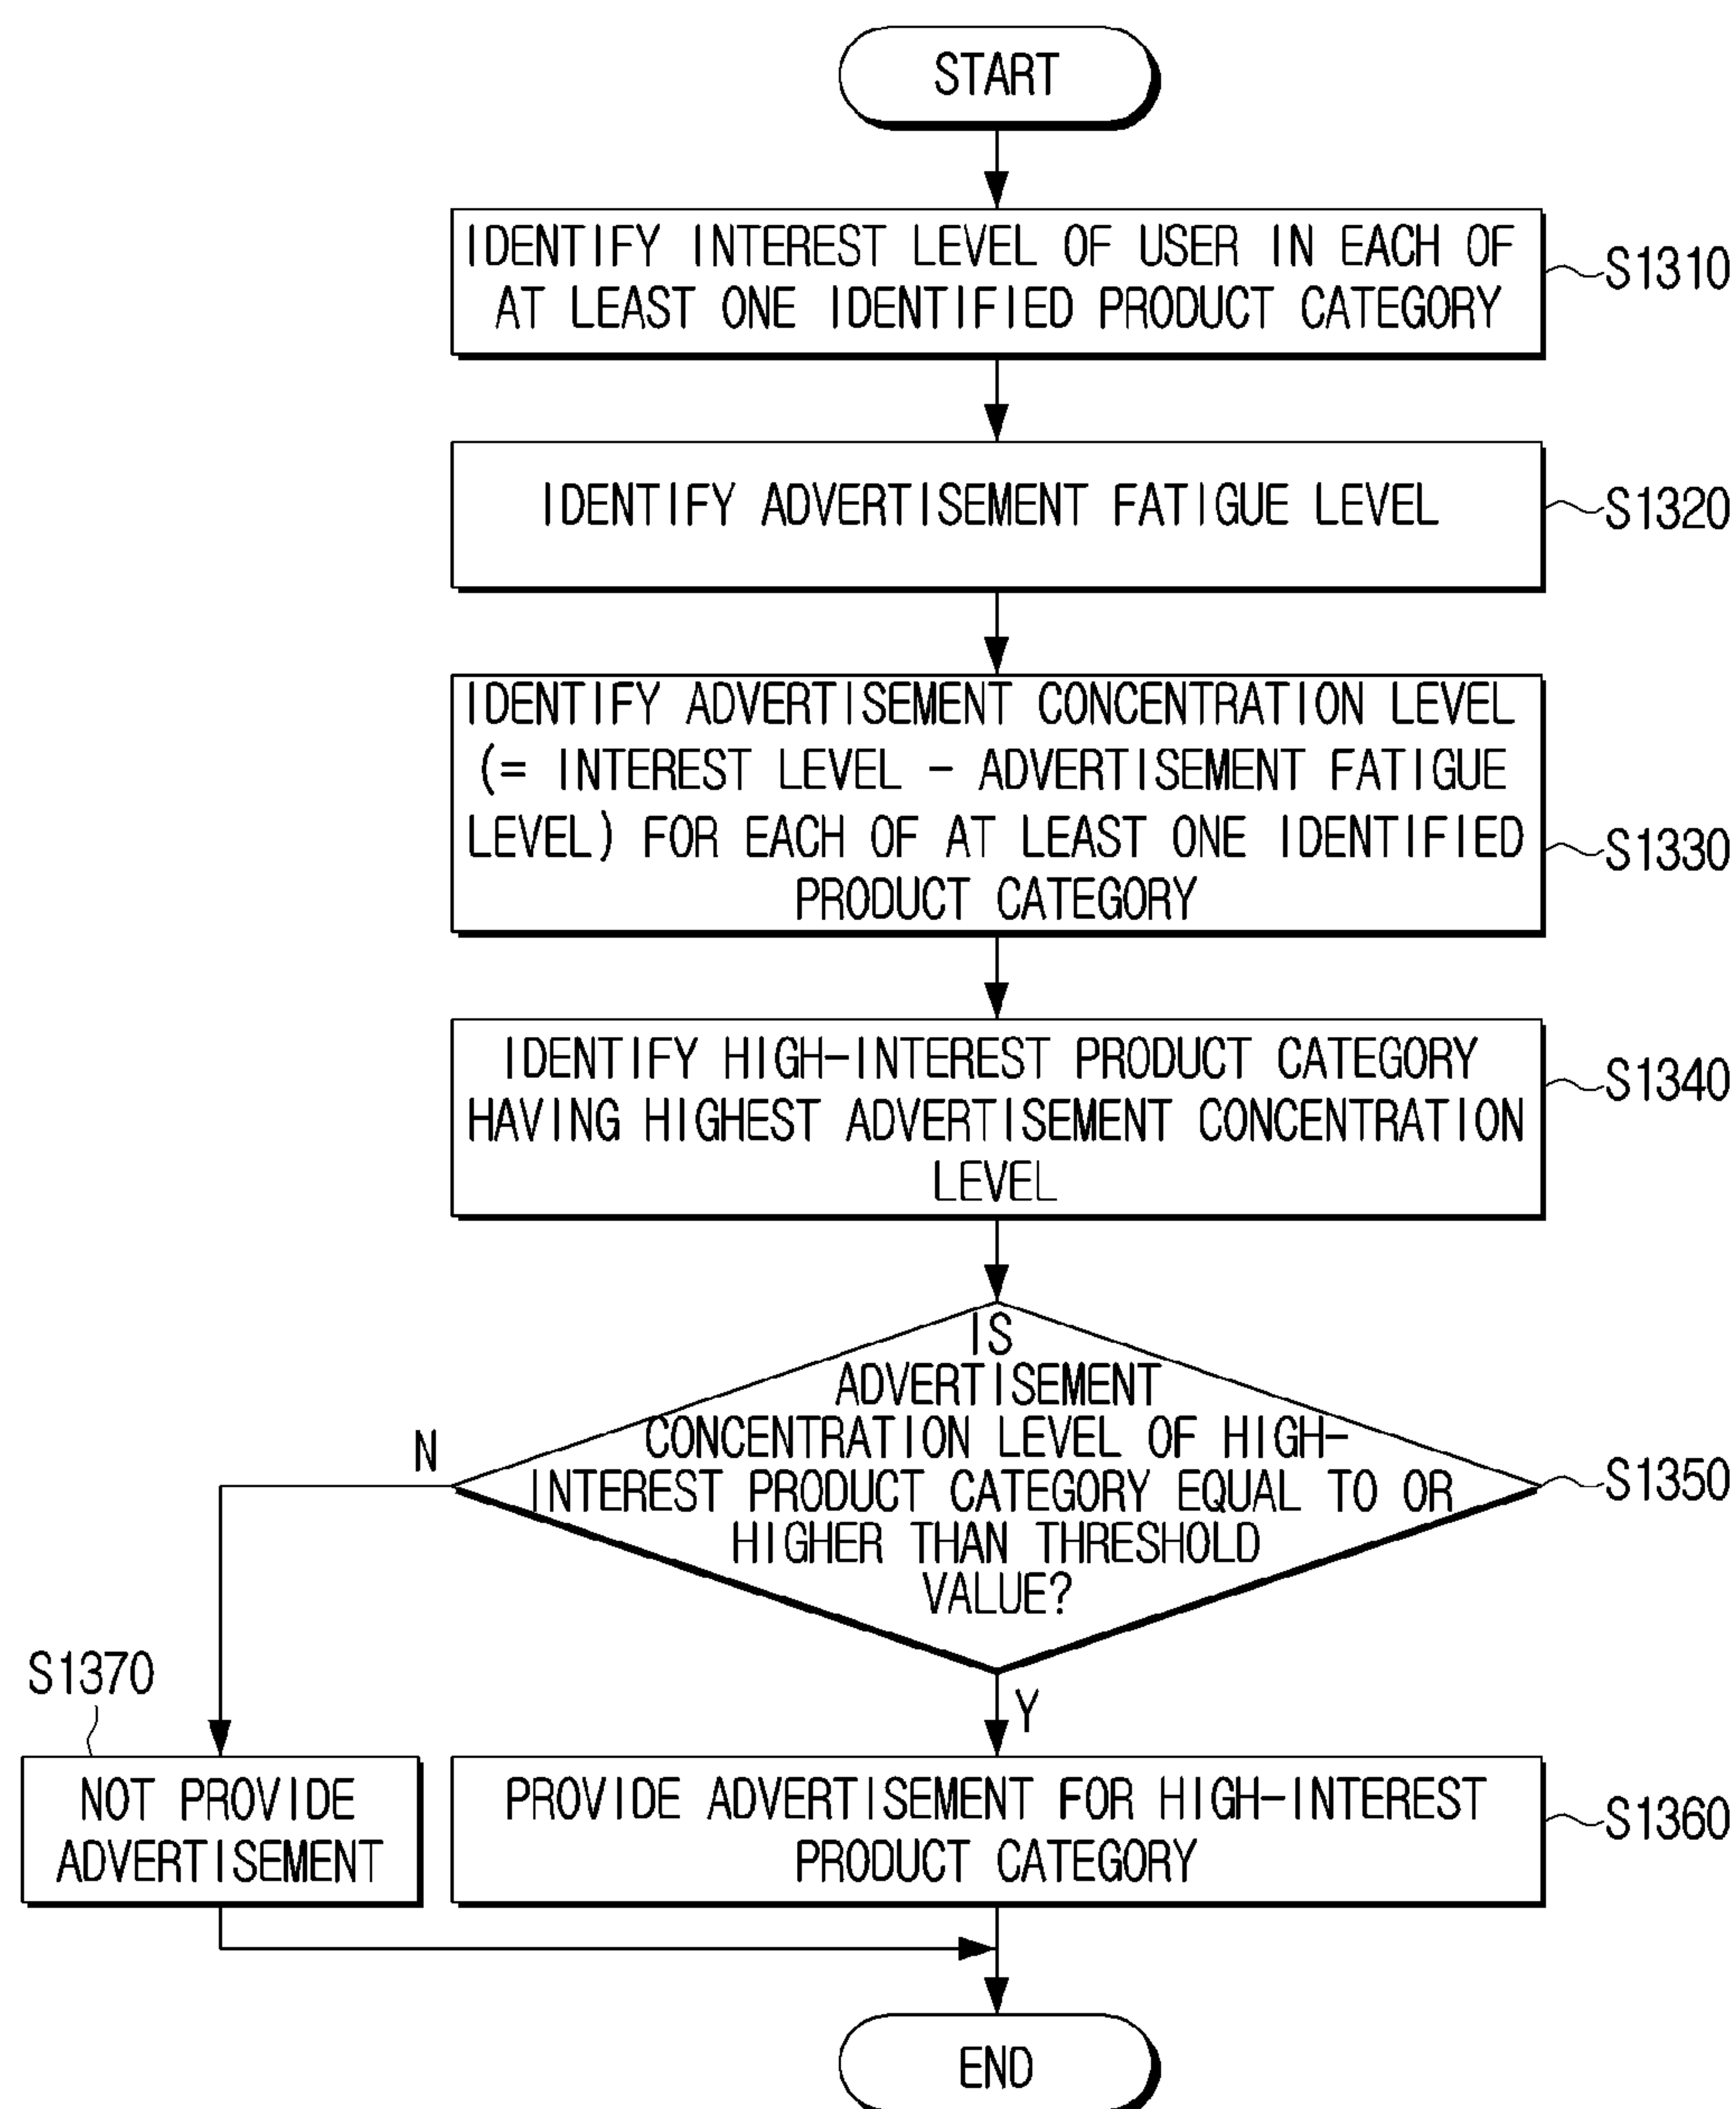 START
IDENTIFY INTEREST LEVEL OF USER IN EACH OF
AT LEAST ONE IDENTIFIED PRODUCT CATEGORY
S1310
IDENTIFY ADVERTISEMENT FATIGUE LEVEL
S1320
IDENTIFY ADVERTISEMENT CONCENTRATION LEVEL
(= INTEREST LEVEL - ADVERTISEMENT FATIGUE
LEVEL) FOR EACH OF AT LEAST ONE IDENTIFIED
PRODUCT CATEGORY
S1330
IDENTIFY HIGH-INTEREST PRODUCT CATEGORY
HAVING HIGHEST ADVERTISEMENT CONCENTRATION
LEVEL
S1340
IS
ADVERTISEMENT
CONCENTRATION LEVEL OF HIGH-
INTEREST PRODUCT CATEGORY EQUAL TO OR
HIGHER THAN THRESHOLD
VALUE?
S1350
N
Y
S1370
NOT PROVIDE
ADVERTISEMENT
PROVIDE ADVERTISEMENT FOR HIGH-INTEREST
PRODUCT CATEGORY
S1360
END